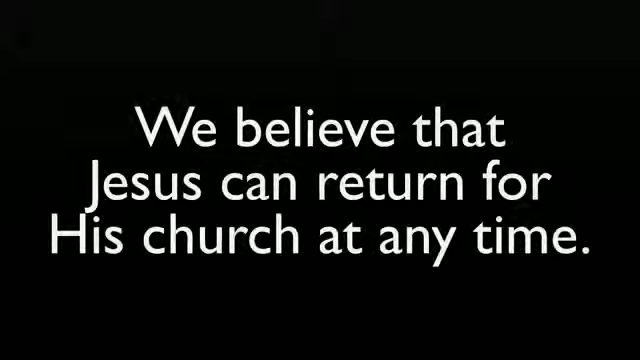 We believe that
Jesus can return for
His church at any time.